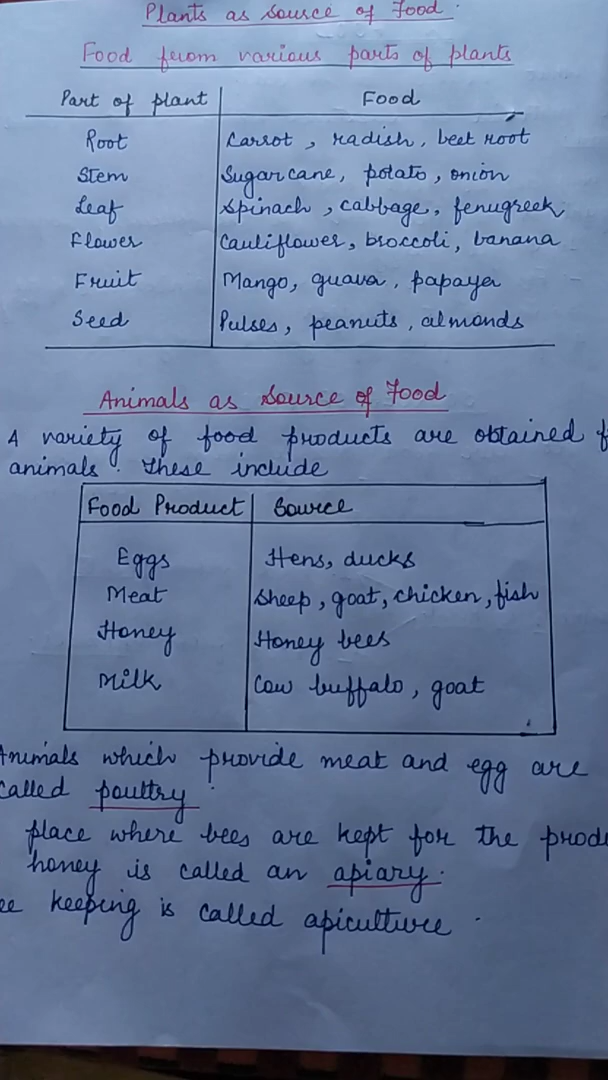 Plants as Source of Food.
Food from various parts of plants
Part of plant Food
Root Carrot, radish, beet root
Stem Sugarcane, potato, onion
Leaf Spinach, cabbage, fenugreek
Flower Cauliflower, broccoli, banana
Fruit Mango, guava, papaya
Seed Pulses, peanuts, almonds
Animals as Source of Food
A variety of food products are obtained f
animals. These include
Food Product Source
Eggs Hens, ducks
Meat Sheep, goat, chicken, fish
Honey Honey bees
Milk Cow buffalo, goat
Animals which provide meat and egg are
called poultry.
place where bees are kept for the produ
honey is called an apiary.
ee keeping is called apiculture.